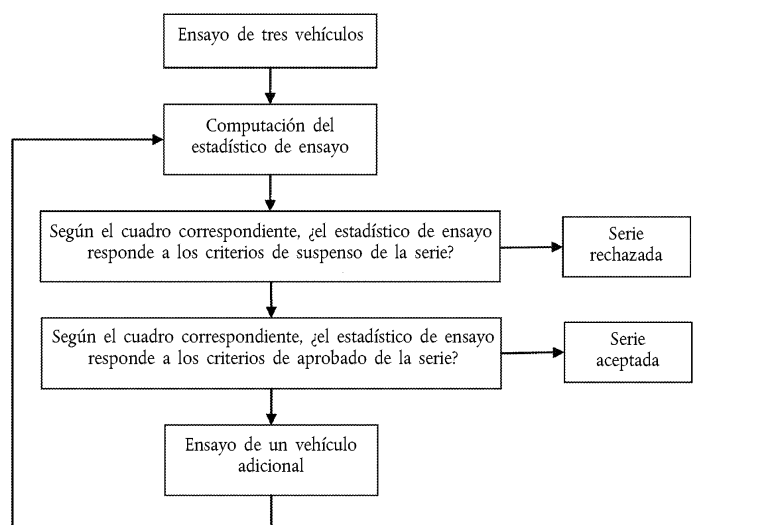 Ensayo de tres vehículos
Computación del
estadístico de ensayo
Según el cuadro correspondiente, ¿el estadístico de ensayo
responde a los criterios de suspenso de la serie?
Serie
rechazada
Según el cuadro correspondiente, ¿el estadístico de ensayo
responde a los criterios de aprobado de la serie?
Serie
aceptada
Ensayo de un vehículo
adicional